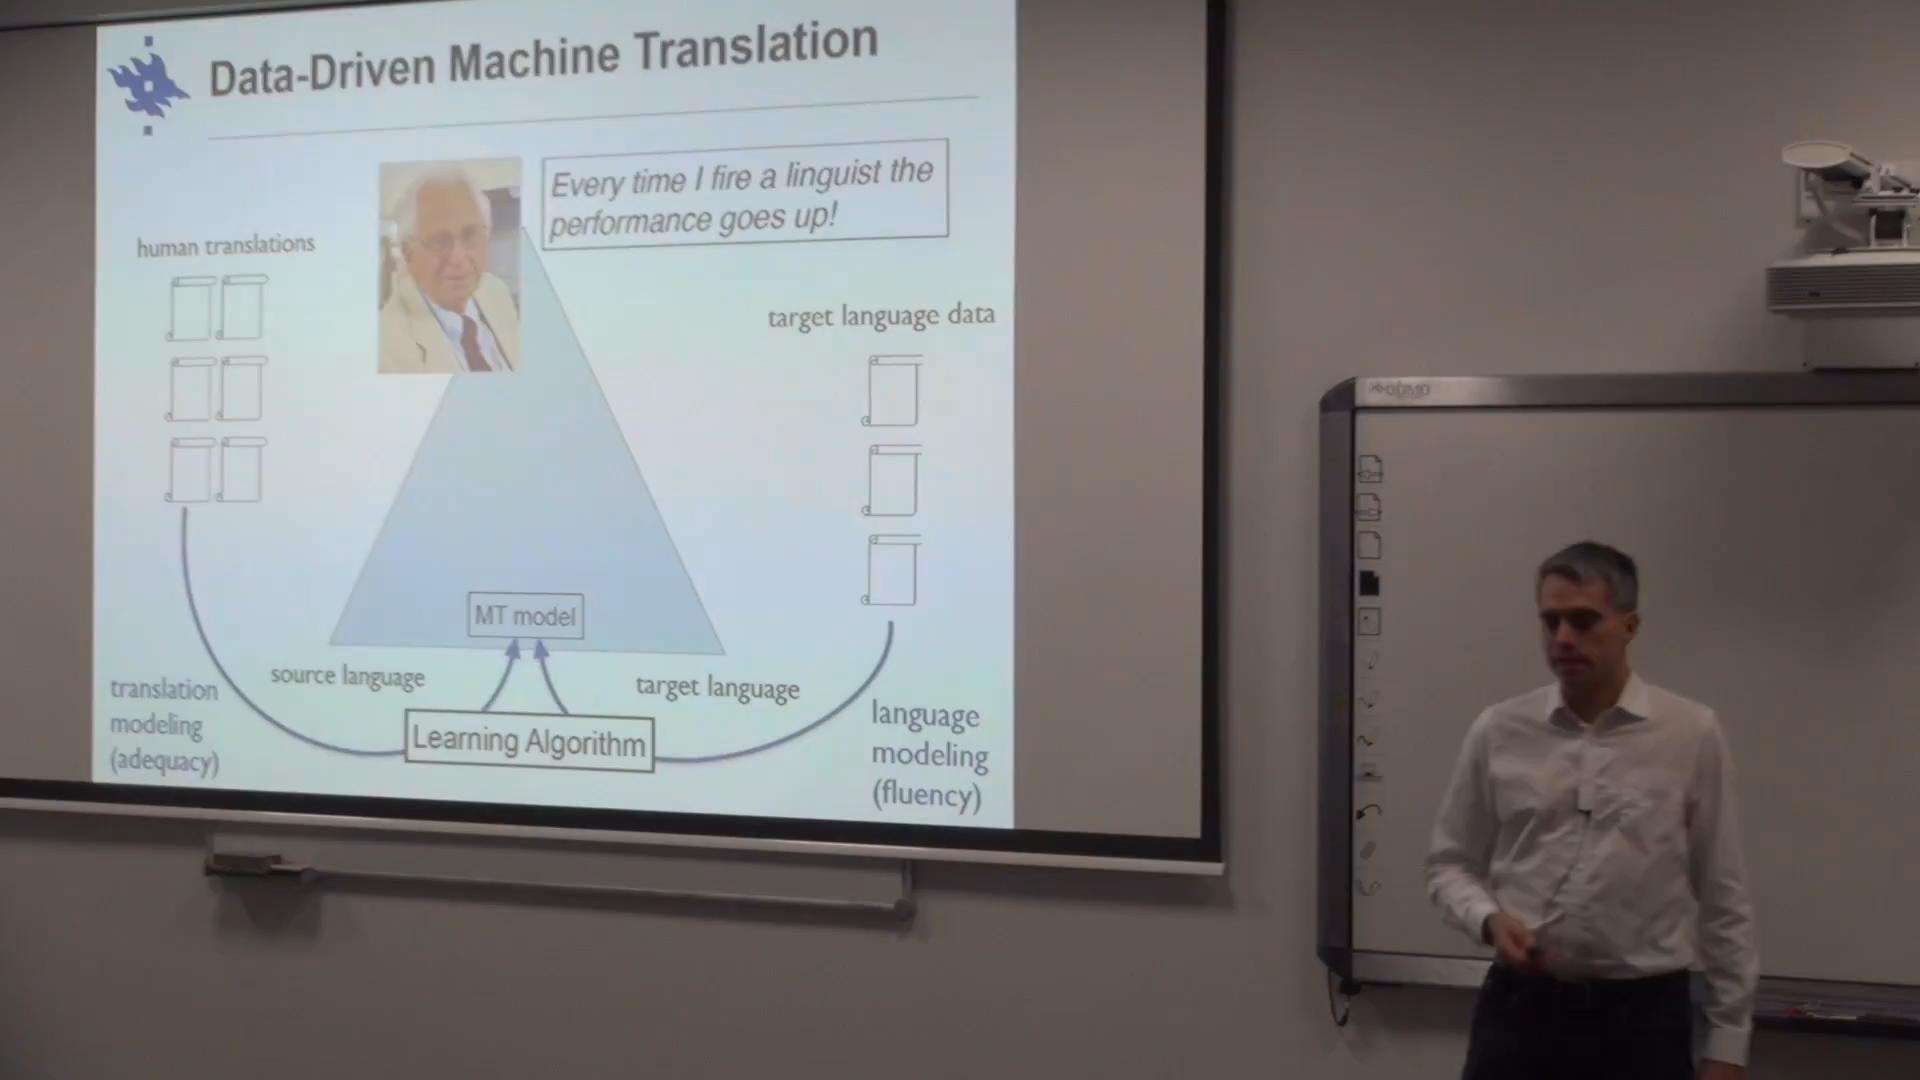 Data-Driven Machine Translation
Every time I fire a linguist the
performance goes up!
human translations
target language data
MT model
source language
target language
translation
modeling
(adequacy)
Learning Algorithm
language
modeling
(fluency)